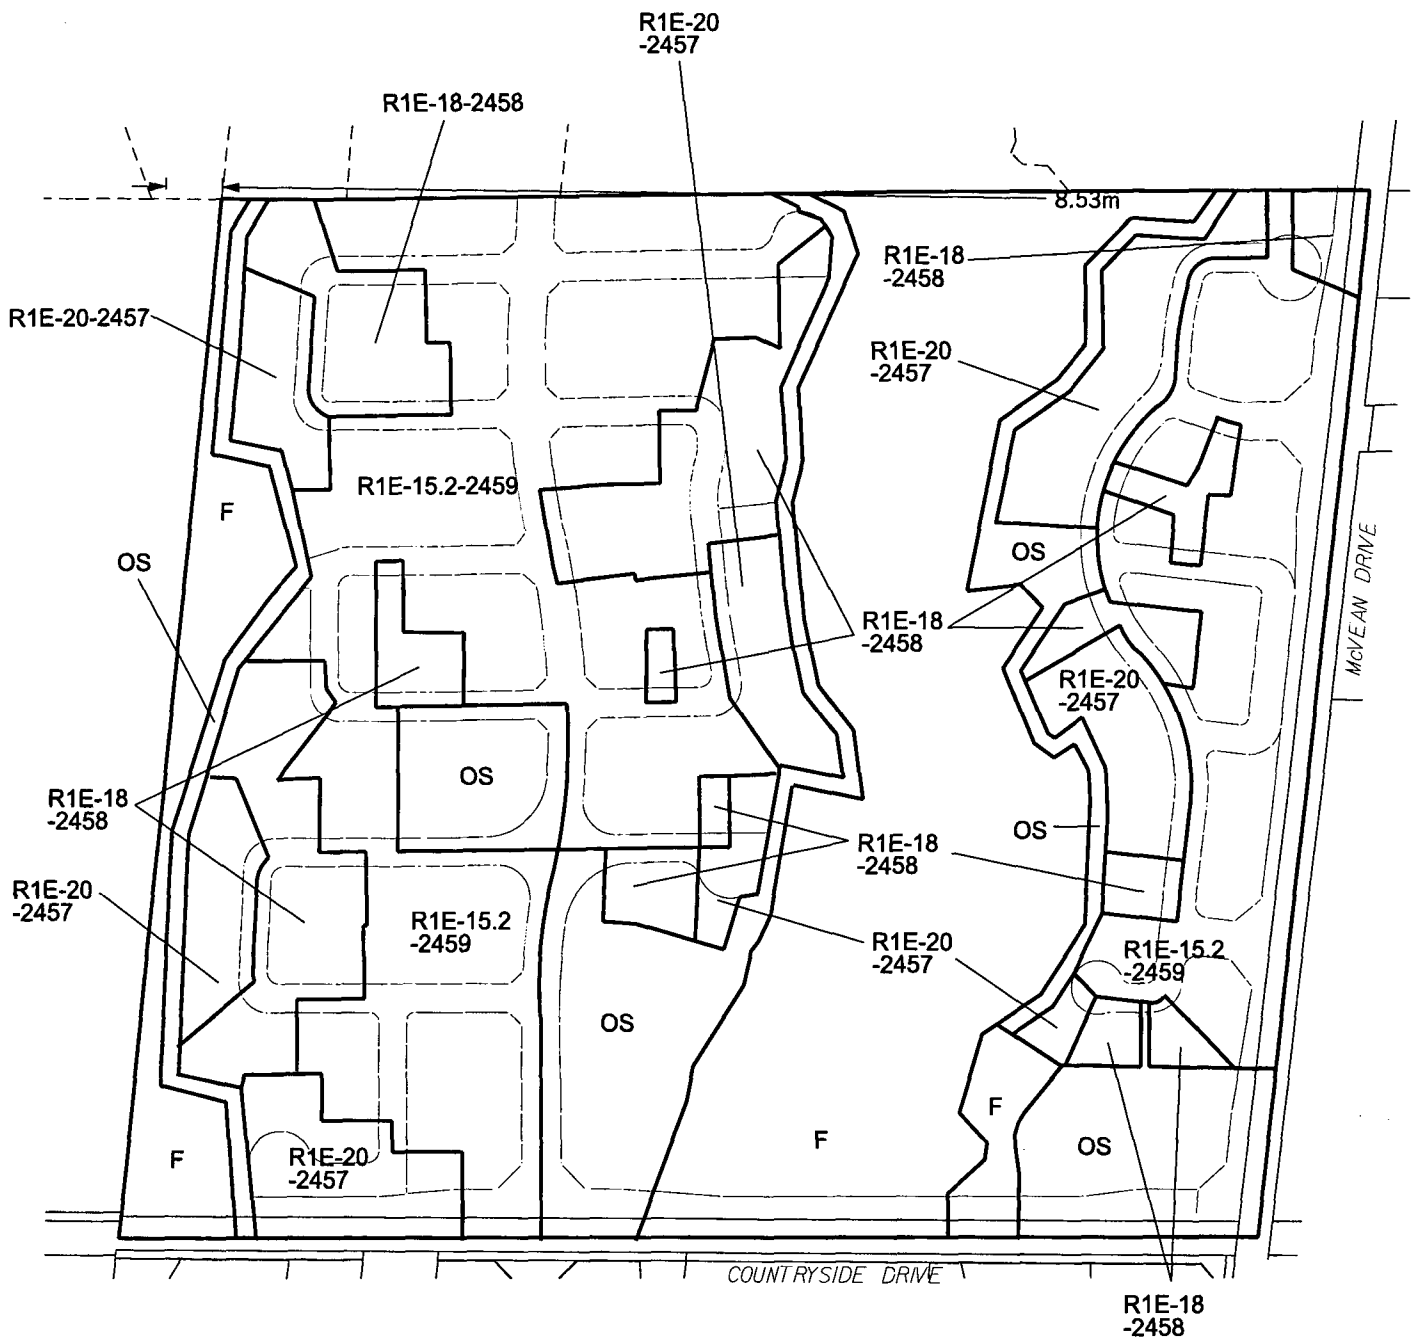 R1E-20
-2457
R1E-18-2458
8.53m
R1E-18
-2458
R1E-20-2457
R1E-20
-2457
R1E-15.2-2459
F
OS
OS
McVEAN DRIVE
R1E-18
-2458
R1E-20
-2457
OS
R1E-18
-2458
OS
R1E-18
-2458
R1E-20
-2457
R1E-15.2
-2459
R1E-20
-2457
R1E-15.2
-2459
OS
F
F
OS
F
R1E-20
-2457
COUNTRYSIDE DRIVE
R1E-18
-2458